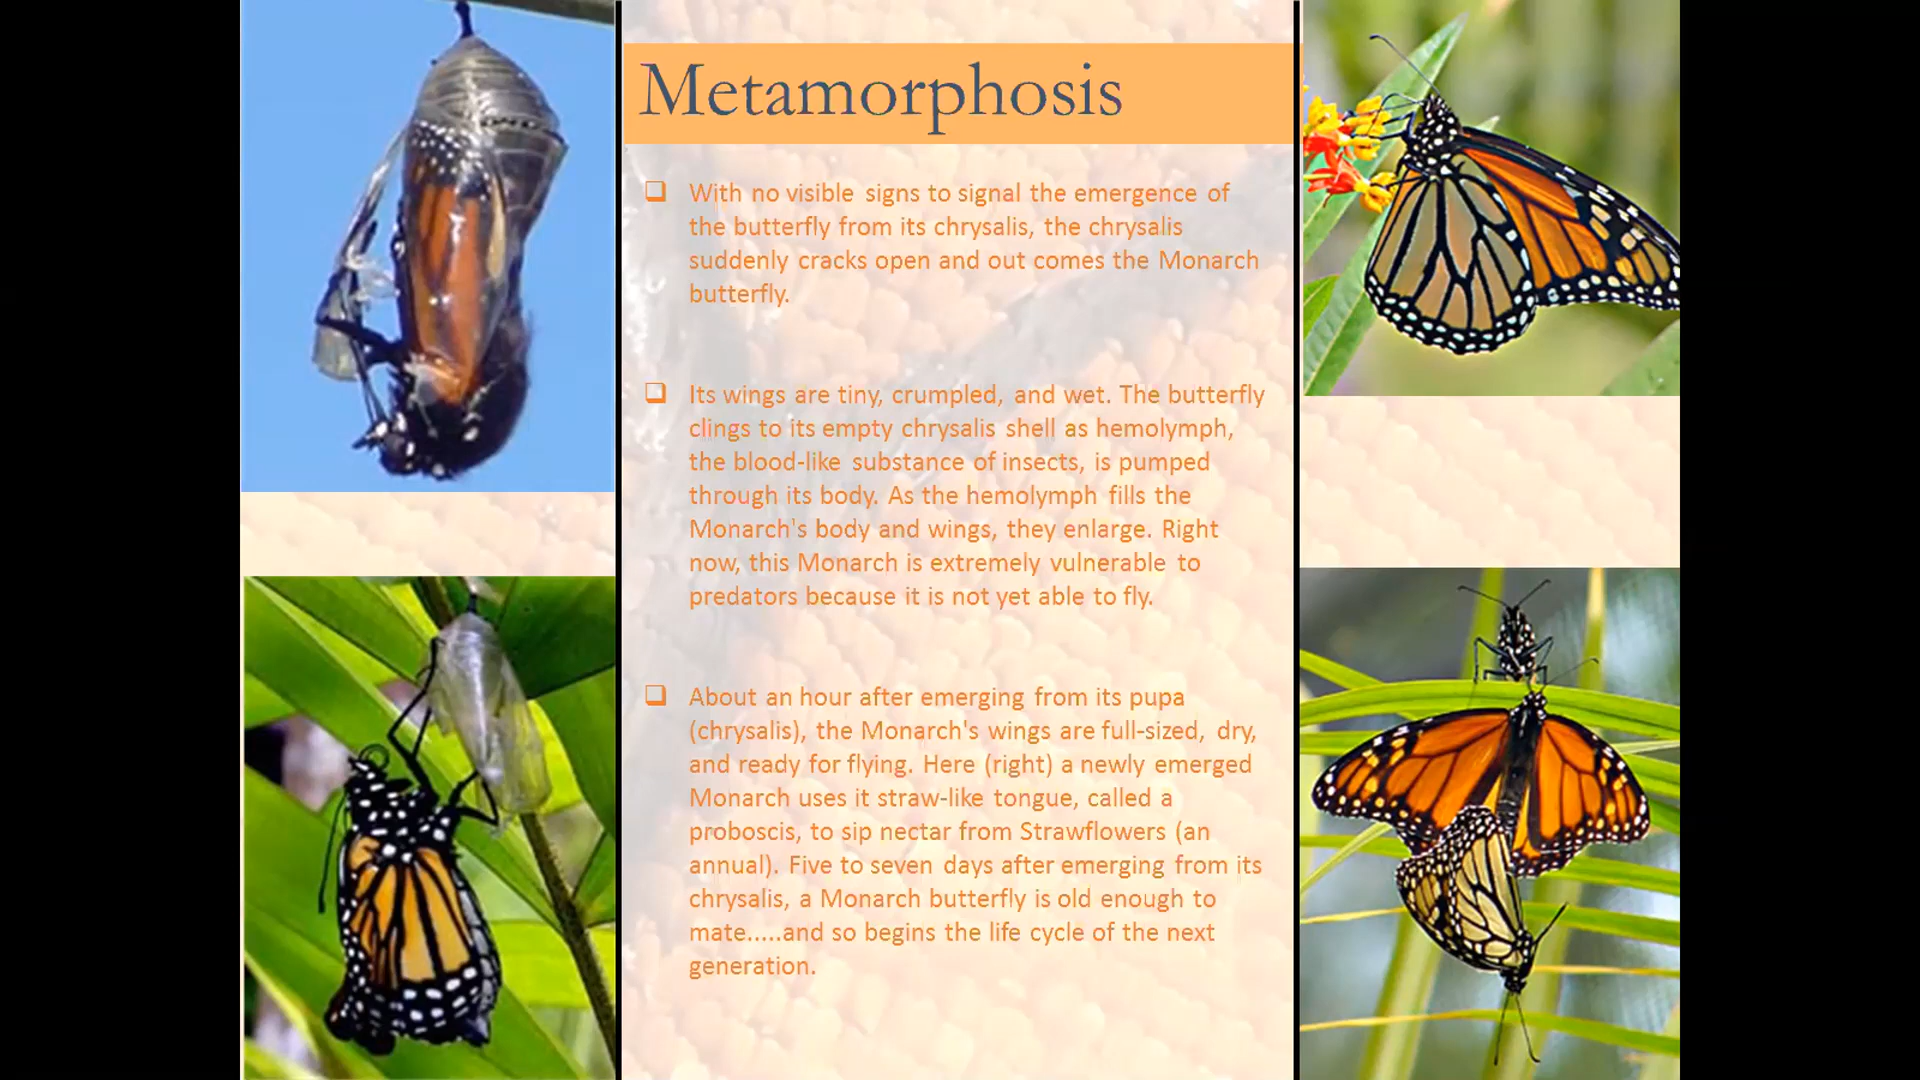 Metamorphosis
With no visible signs to signal the emergence of
the butterfly from its chrysalis, the chrysalis
suddenly cracks open and out comes the Monarch
butterfly.
Its wings are tiny, crumpled, and wet. The butterfly
clings to its empty chrysalis shell as hemolymph,
the blood-like substance of insects, is pumped
through its body. As the hemolymph fills the
Monarch's body and wings, they enlarge. Right
now, this Monarch is extremely vulnerable to
predators because it is not yet able to fly.
About an hour after emerging from its pupa
(chrysalis), the Monarch's wings are full-sized, dry,
and ready for flying. Here (right) a newly emerged
Monarch uses it straw-like tongue, called a
proboscis, to sip nectar from Strawflowers (an
annual). Five to seven days after emerging from its
chrysalis, a Monarch butterfly is old enough to
mate.....and so begins the life cycle of the next
generation.